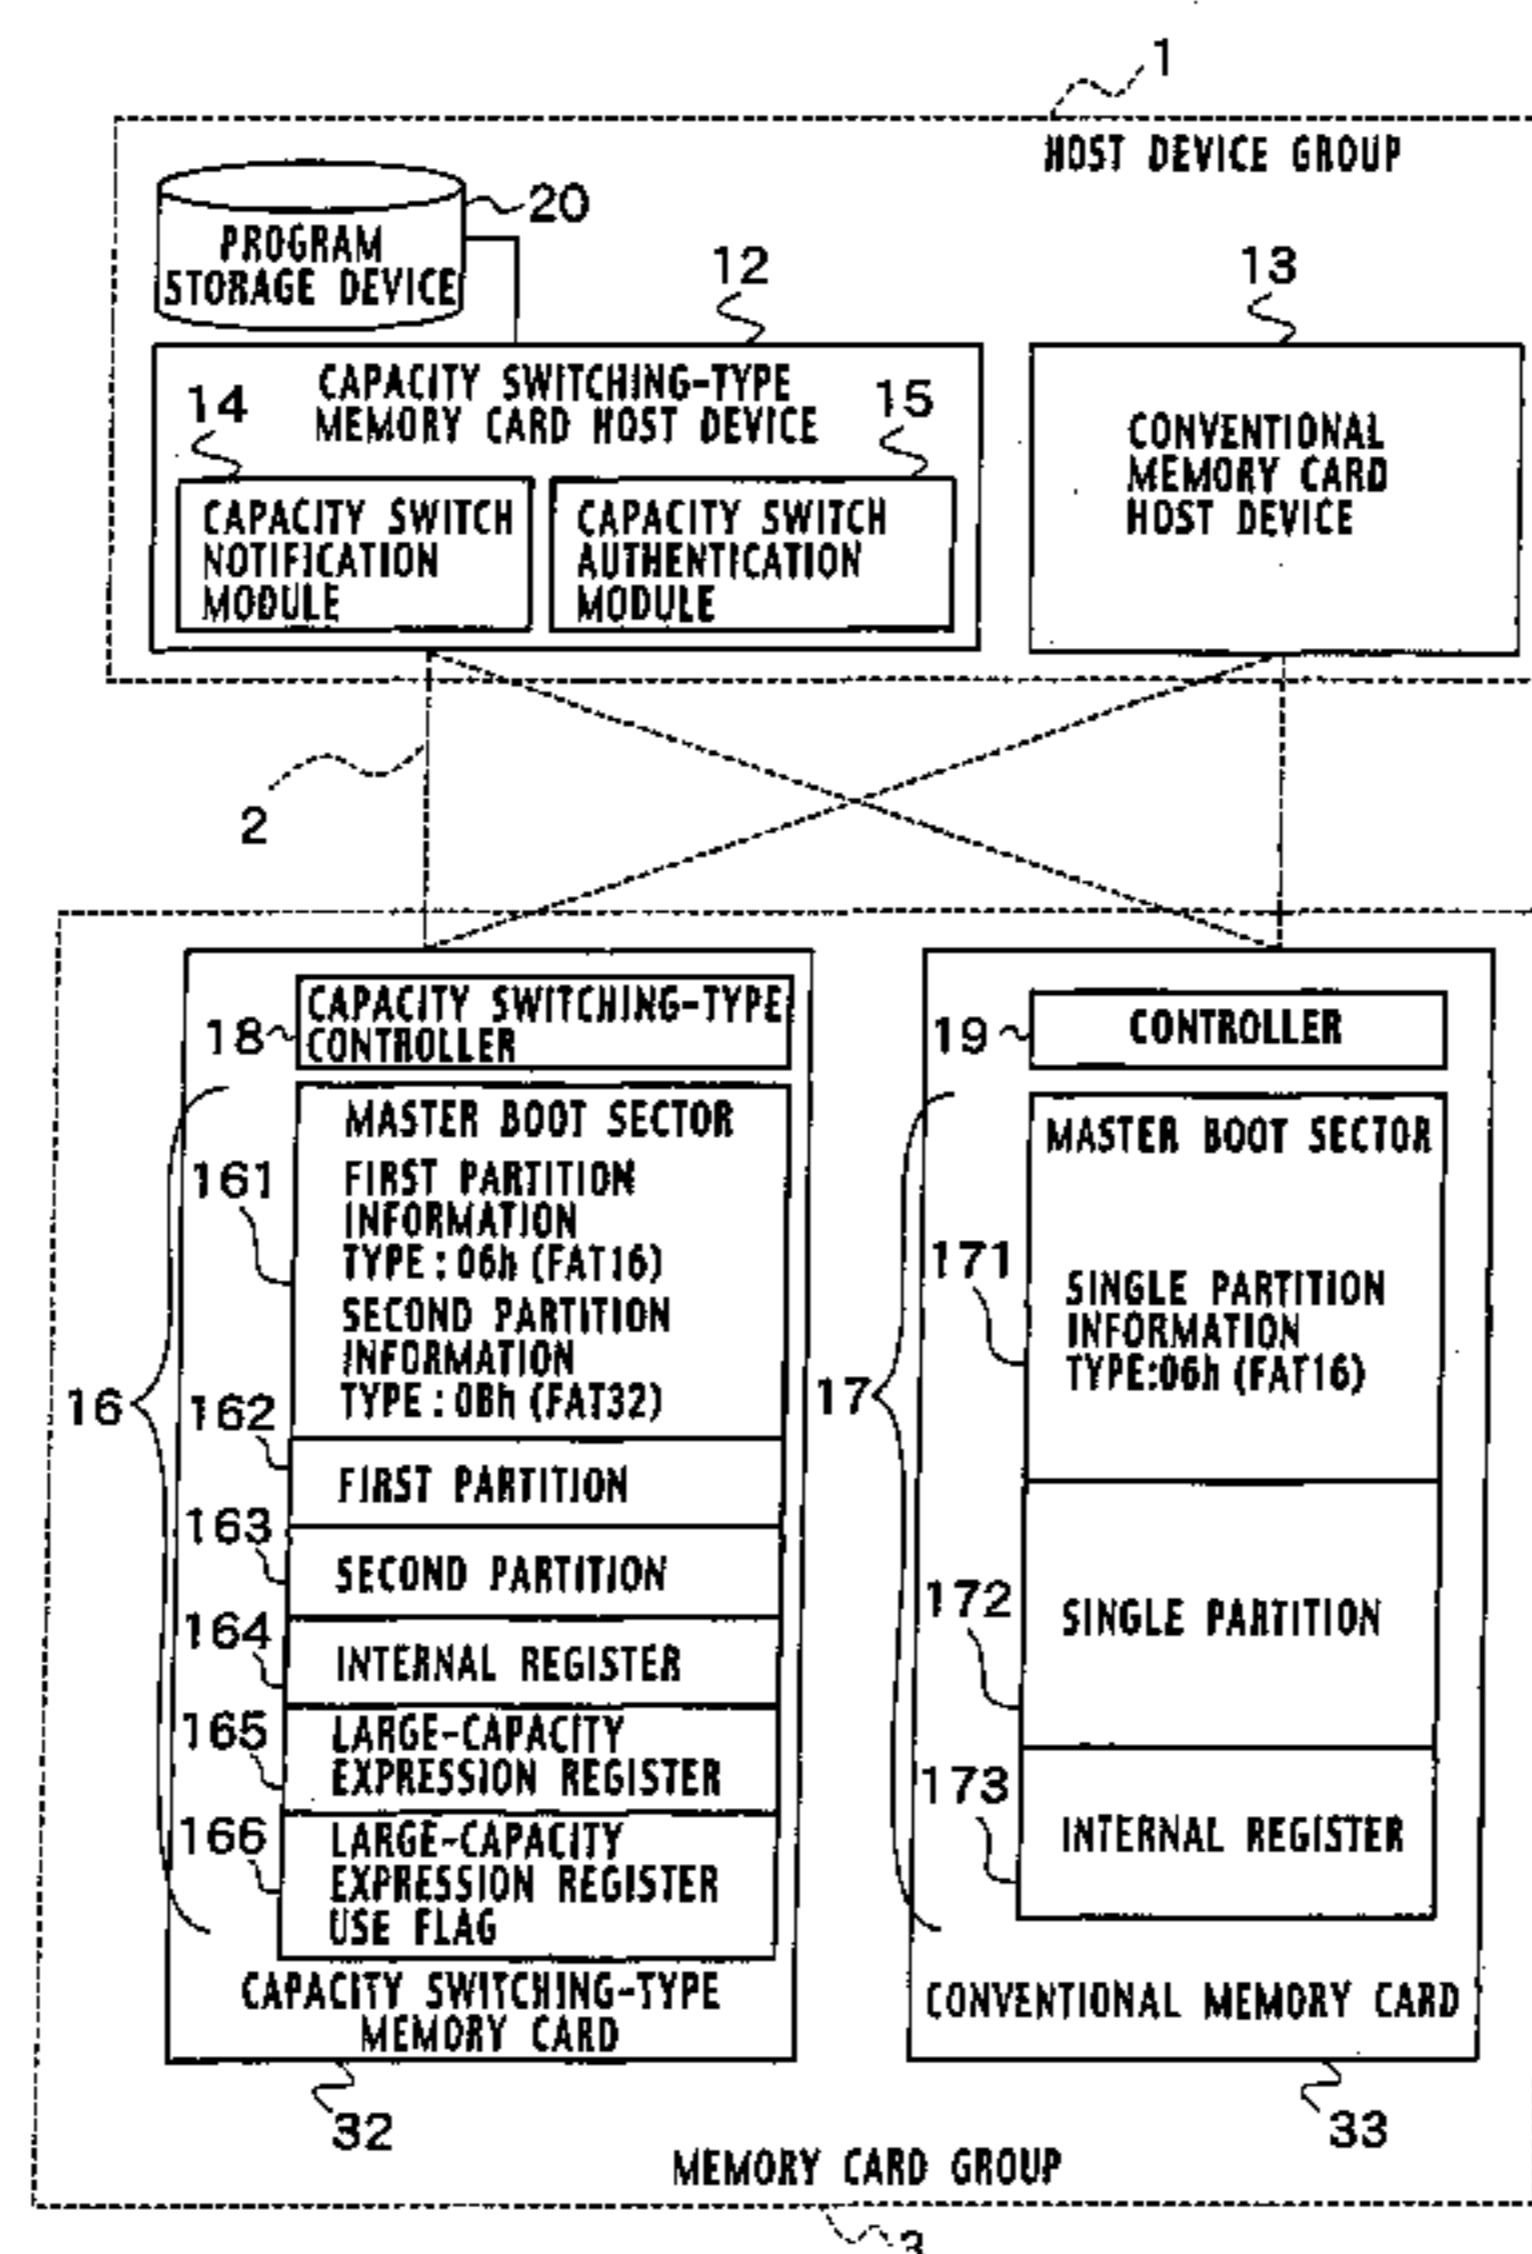 1
HOST DEVICE GROUP
20
PROGRAM
STORAGE DEVICE
12
13
CAPACITY SWITCHING-TYPE
MEMORY CARD HOST DEVICE
14
15
CAPACITY SWITCH
NOTIFICATION
MODULE
CAPACITY SWITCH
AUTHENTICATION
MODULE
CONVENTIONAL
MEMORY CARD
HOST DEVICE
2
18
CAPACITY SWITCHING-TYPE
CONTROLLER
16
161
MASTER BOOT SECTOR
FIRST PARTITION
INFORMATION
TYPE : 06h (FAT16)
SECOND PARTITION
INFORMATION
TYPE : 0Bh (FAT32)
162
FIRST PARTITION
163
SECOND PARTITION
164
INTERNAL REGISTER
165
LARGE-CAPACITY
EXPRESSION REGISTER
166
LARGE-CAPACITY
EXPRESSION REGISTER
USE FLAG
CAPACITY SWITCHING-TYPE
MEMORY CARD
32
19
CONTROLLER
17
MASTER BOOT SECTOR
171
SINGLE PARTITION
INFORMATION
TYPE:06h (FAT16)
172
SINGLE PARTITION
173
INTERNAL REGISTER
CONVENTIONAL MEMORY CARD
33
MEMORY CARD GROUP
3